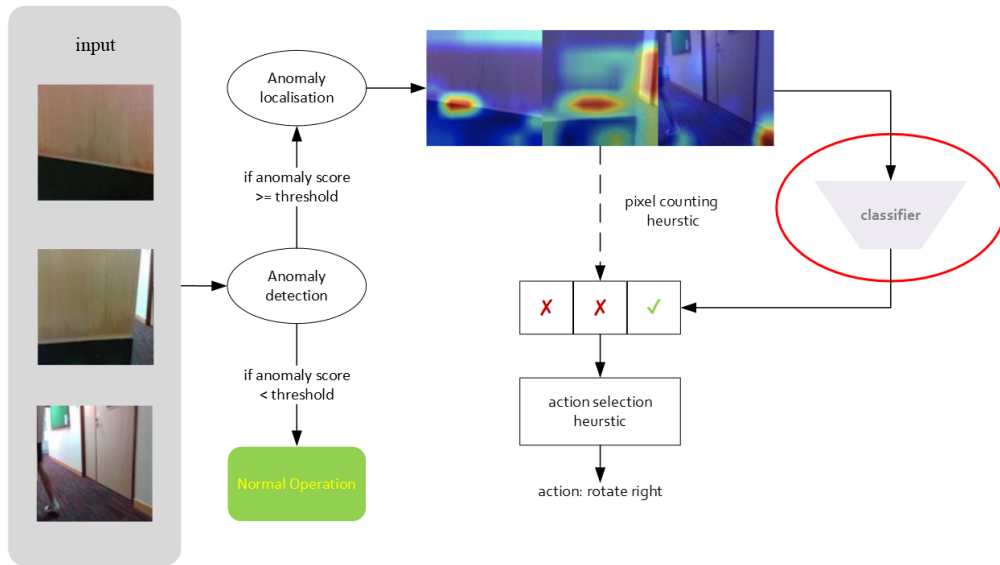 input
Anomaly
localisation
if anomaly score
>= threshold
Anomaly
detection
if anomaly score
< threshold
Normal Operation
pixel counting
heurstic
classifier
✗ ✗ ✓
action selection
heurstic
action: rotate right